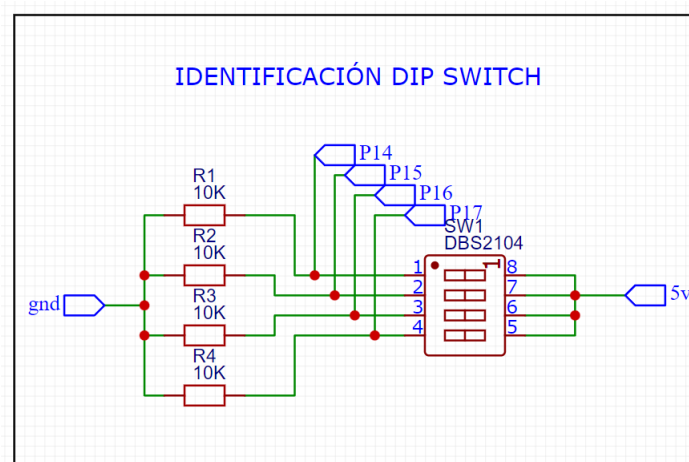 IDENTIFICACIÓN DIP SWITCH
P14
P15
P16
P17
R1
10K
R2
10K
R3
10K
R4
10K
SW1
DBS2104
1
1 8
2 7
3 6
4 5
gnd
5v